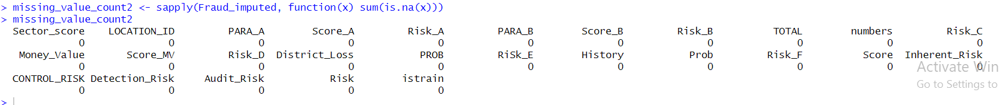 > missing_value_count2 <- sapply(Fraud_imputed, function(x) sum(is.na(x)))
> missing_value_count2
Sector_score LOCATION_ID PARA_A Score_A Risk_A PARA_B Score_B Risk_B TOTAL numbers Risk_C
0 0 0 0 0 0 0 0 0 0 0
Money_Value Score_MV Risk_D District_Loss PROB RiSk_E History Prob Risk_F Score Inherent_Risk
0 0 0 0 0 0 0 0 0 0 0
CONTROL_RISK Detection_Risk Audit_Risk Risk istrain
0 0 0 0 0
>
Activate Win
Go to Settings to